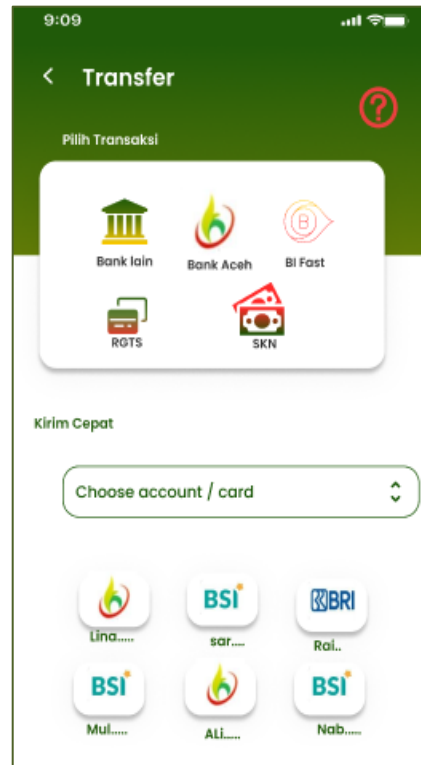 9:09
Transfer
Pilih Transaksi
Bank lain Bank Aceh BI Fast
RGTS SKN
Kirim Cepat
Choose account / card
BSI BRI
Lina..... sar.... Rai..
BSI BSI
Mul..... ALi..... Nab.....